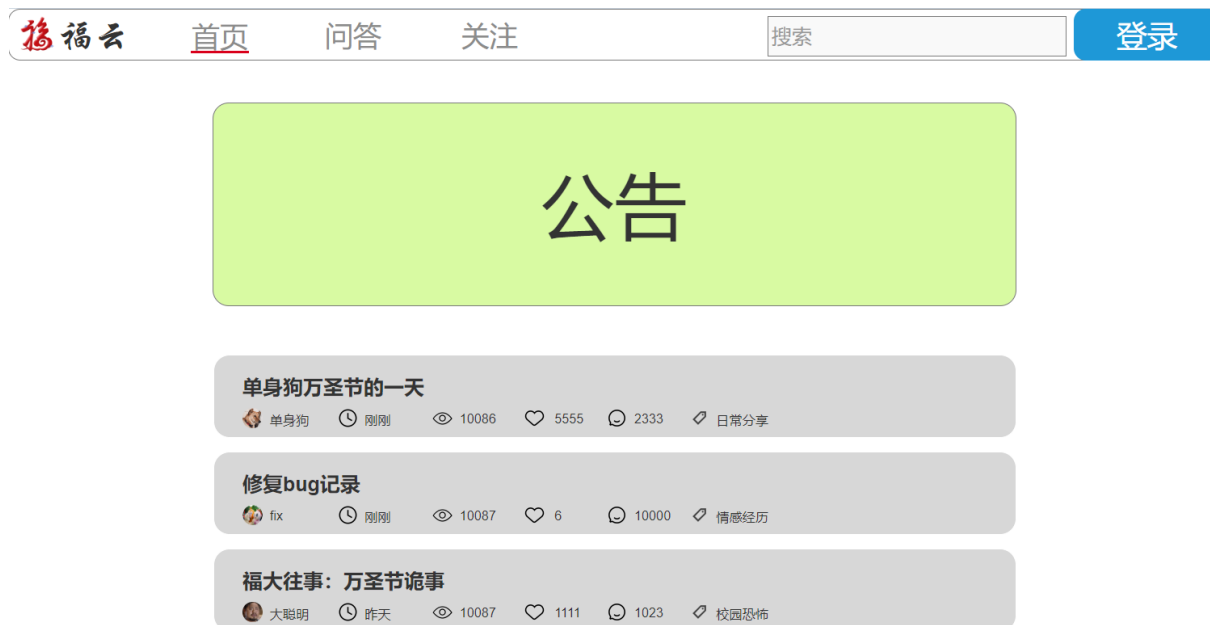 福 福云 首页 问答 关注 搜索 登录
公告
单身狗万圣节的一天
单身狗 刚刚 10086 5555 2333 日常分享
修复bug记录
fix 刚刚 10087 6 10000 情感经历
福大往事：万圣节诡事
大聪明 昨天 10087 1111 1023 校园恐怖